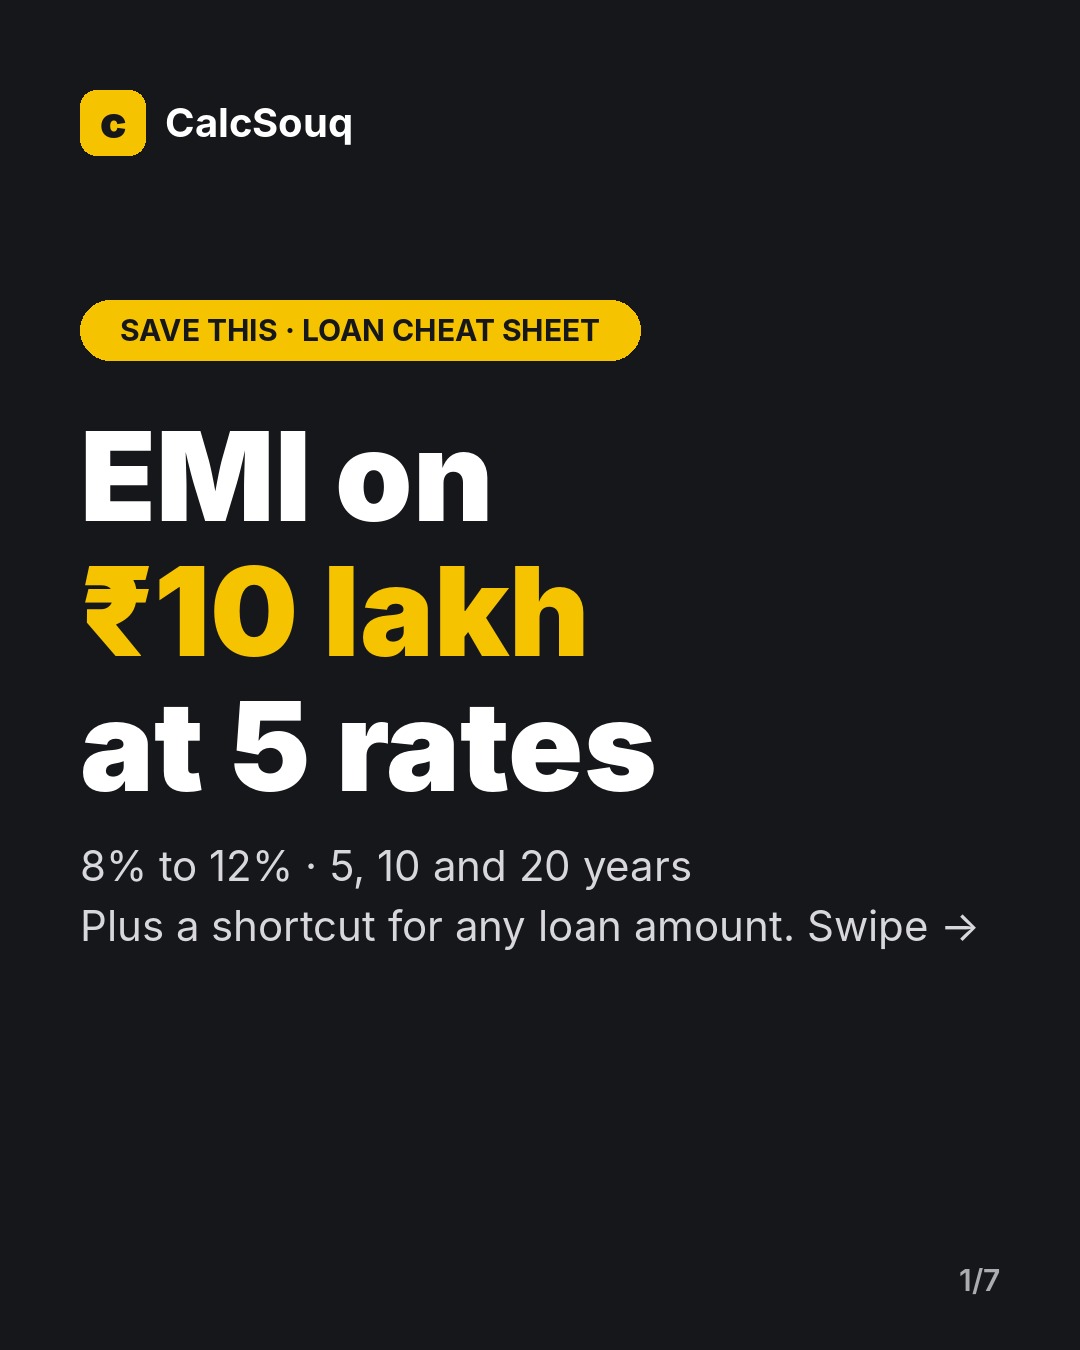 c CalcSouq
SAVE THIS · LOAN CHEAT SHEET
EMI on
₹10 lakh
at 5 rates
8% to 12% · 5, 10 and 20 years
Plus a shortcut for any loan amount. Swipe →
1/7